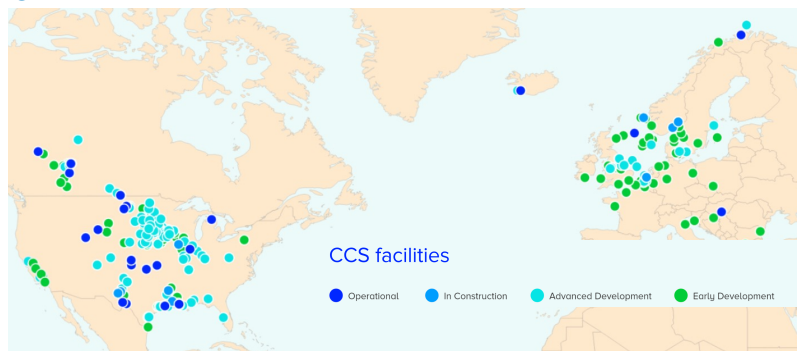 CCS facilities
Operational
In Construction
Advanced Development
Early Development